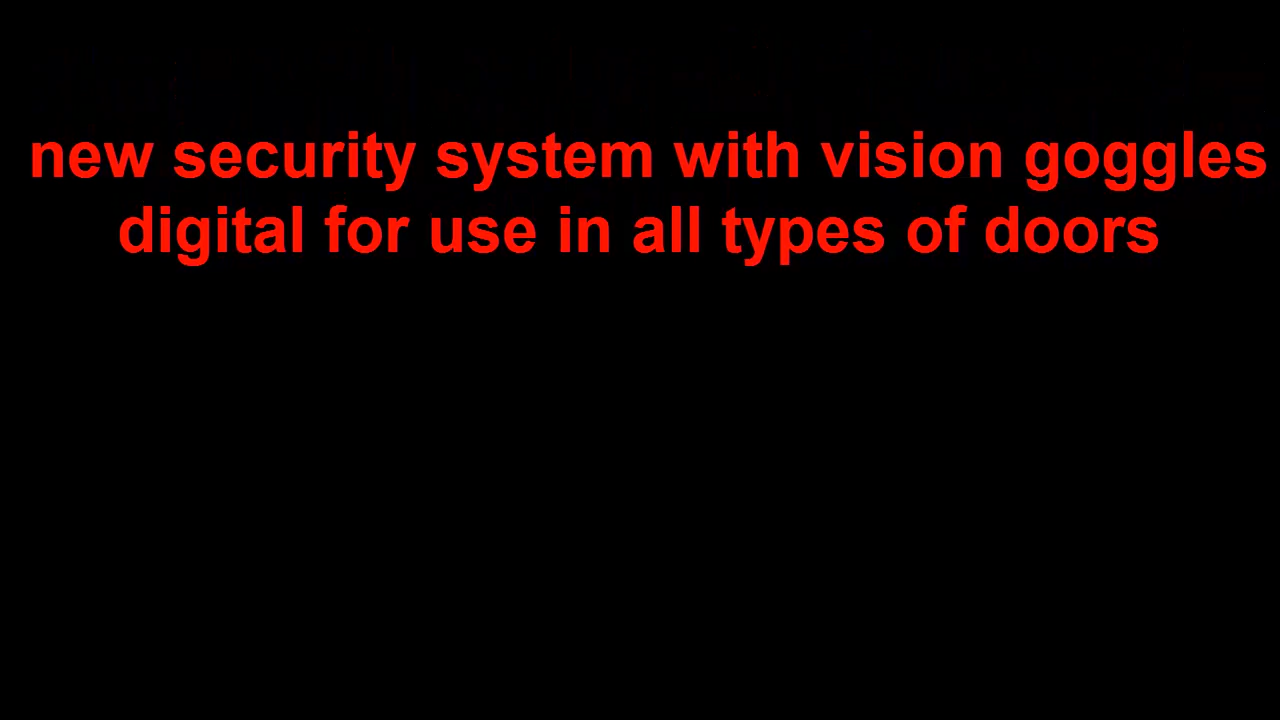 new security system with vision goggles
digital for use in all types of doors